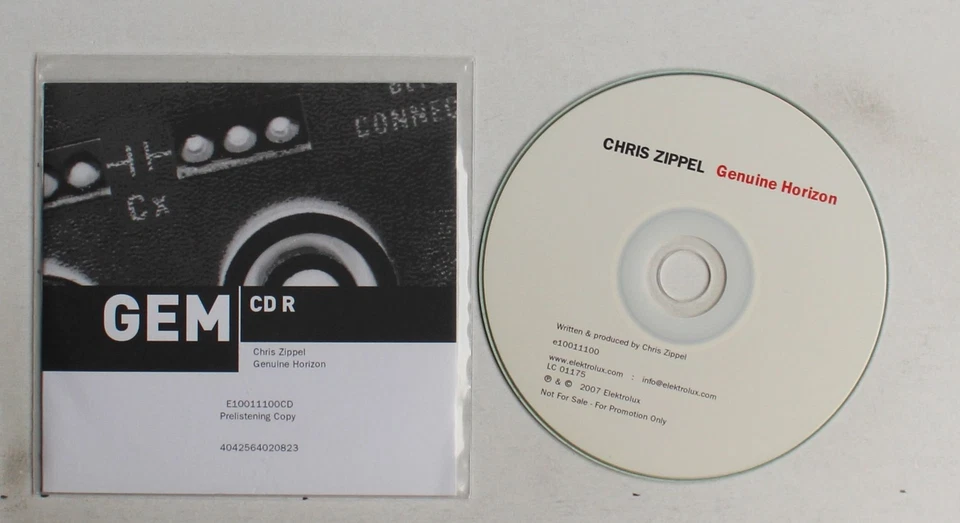 CONNEC
Cx
GEM
CD R
Chris Zippel
Genuine Horizon
E10011100CD
Prelistening Copy
4042564020823
CHRIS ZIPPEL Genuine Horizon
Written & produced by Chris Zippel
e10011100
www.elektrolux.com : info@elektrolux.com
LC 01175
℗ & © 2007 Elektrolux
Not For Sale - For Promotion Only